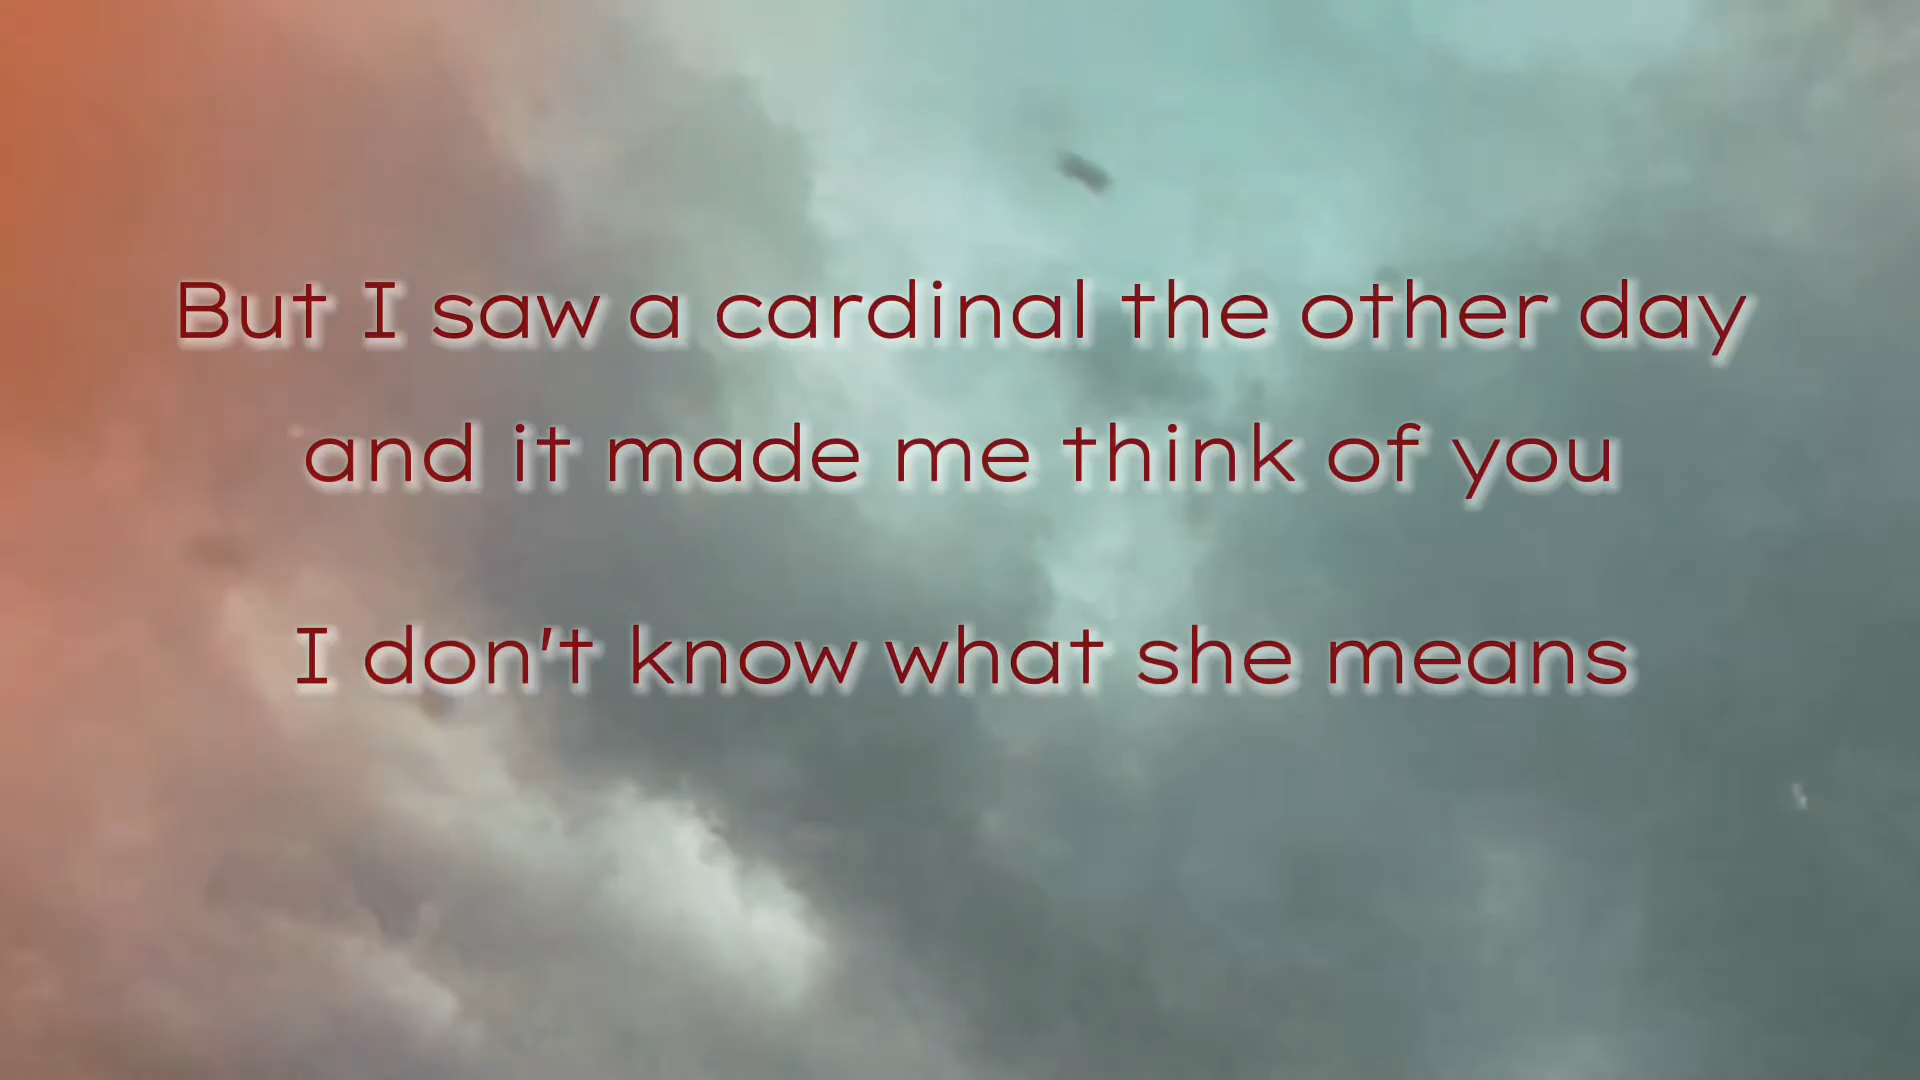 But I saw a cardinal the other day
and it made me think of you
I don't know what she means